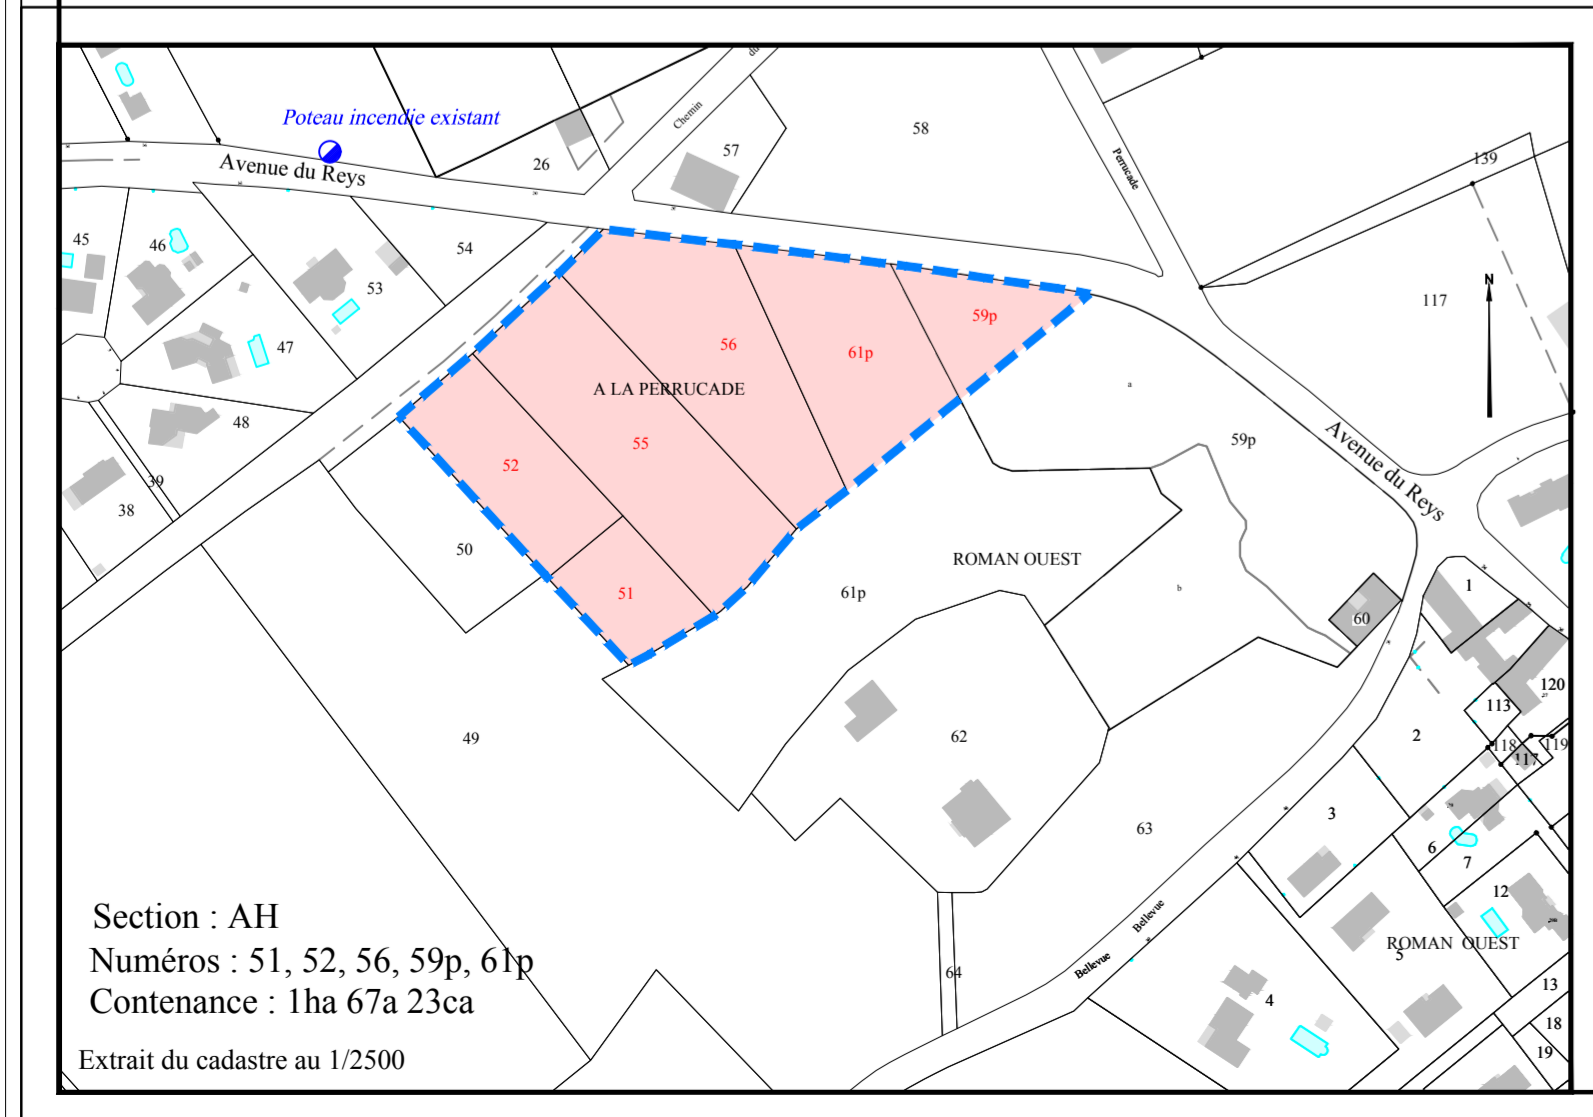 du
Chemin
Poteau incendie existant
58
57
26
Avenue du Reys
Perrucade
139
45
46
54
53
117
N
59p
56
61p
47
A LA PERRUCADE
a
48
55
59p
52
Avenue du Reys
39
38
50
ROMAN OUEST
b
1
51
61p
60
120
27
113
49
62
2
118
119
117
3
63
6
7
12
Section : AH
Bellevue
ROMAN OUEST
5
Numéros : 51, 52, 56, 59p, 61p
Bellevue
64
13
Contenance : 1ha 67a 23ca
4
18
19
Extrait du cadastre au 1/2500